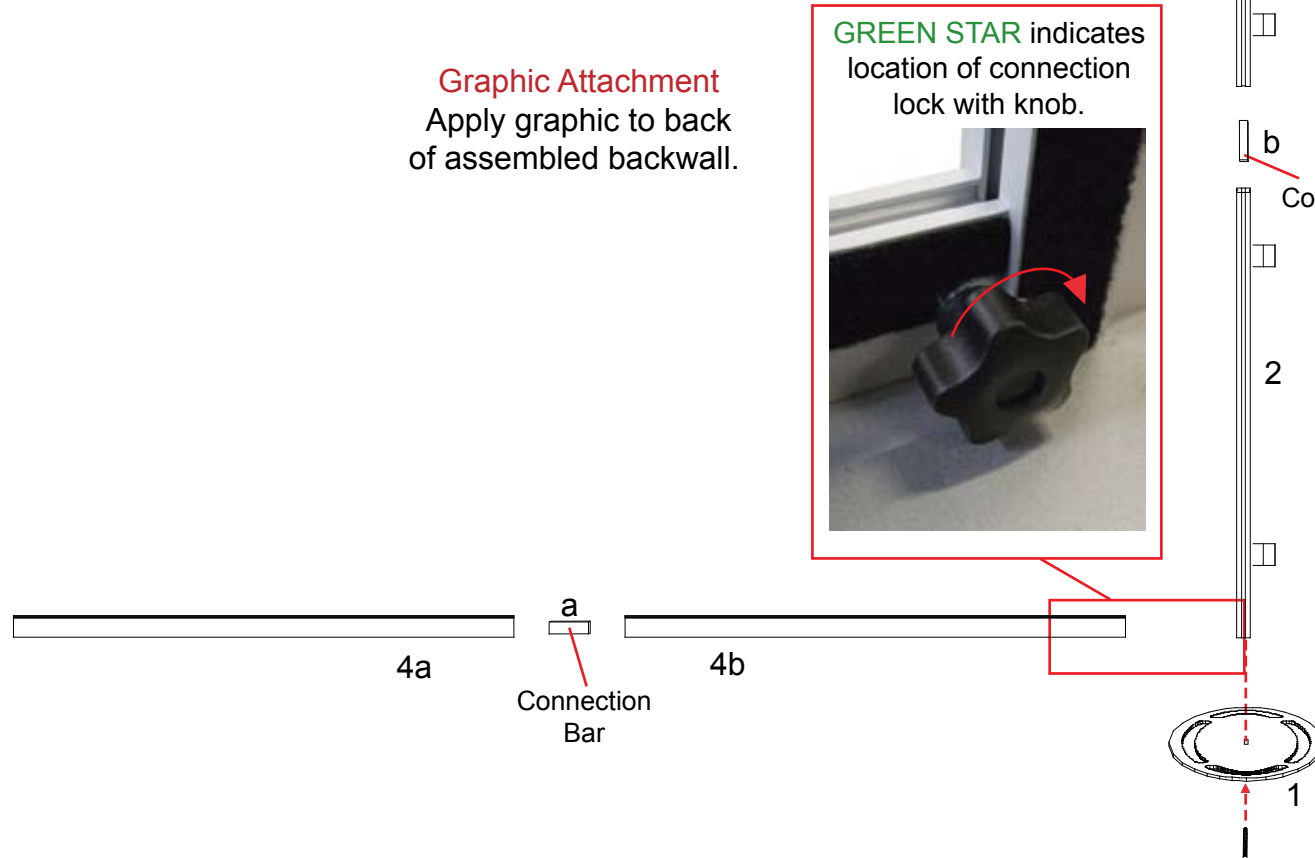 Graphic Attachment
Apply graphic to back
of assembled backwall.
GREEN STAR indicates
location of connection
lock with knob.
b
Co
2
4a
a
Connection
Bar
4b
1